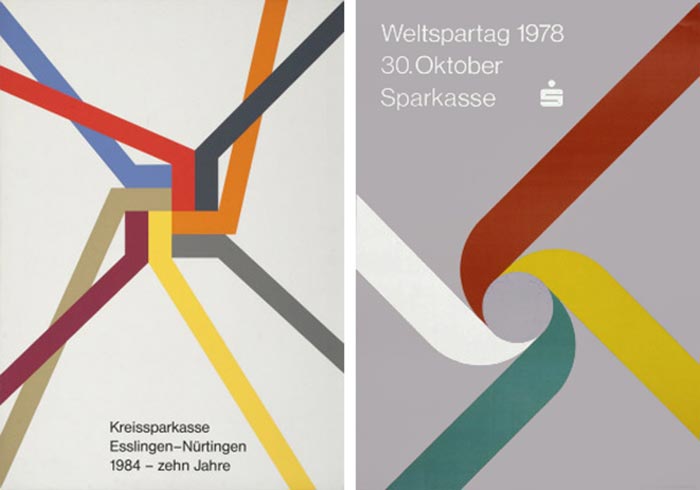 Kreissparkasse
Esslingen–Nürtingen
1984 – zehn Jahre
Weltspartag 1978
30. Oktober
Sparkasse